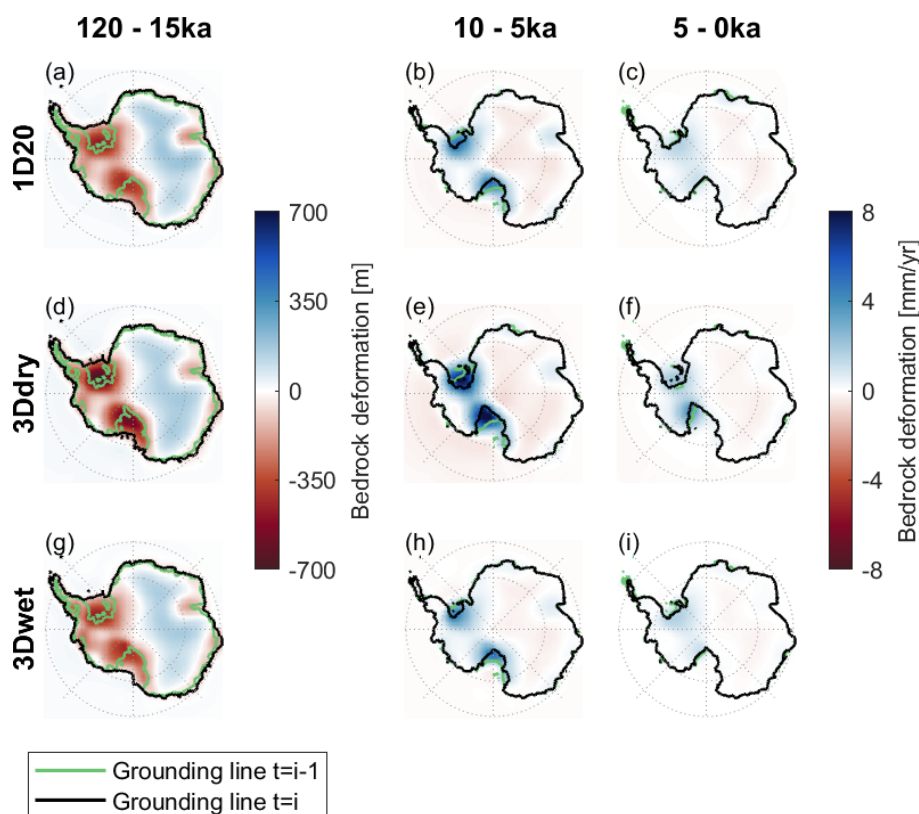 120 - 15ka
10 - 5ka
5 - 0ka
1D20
(a)
(b)
(c)
3Ddry
(d)
(e)
(f)
3Dwet
(g)
(h)
(i)
700
350
0
-350
-700
Bedrock deformation [m]
8
4
0
-4
-8
Bedrock deformation [mm/yr]
Grounding line t=i-1
Grounding line t=i